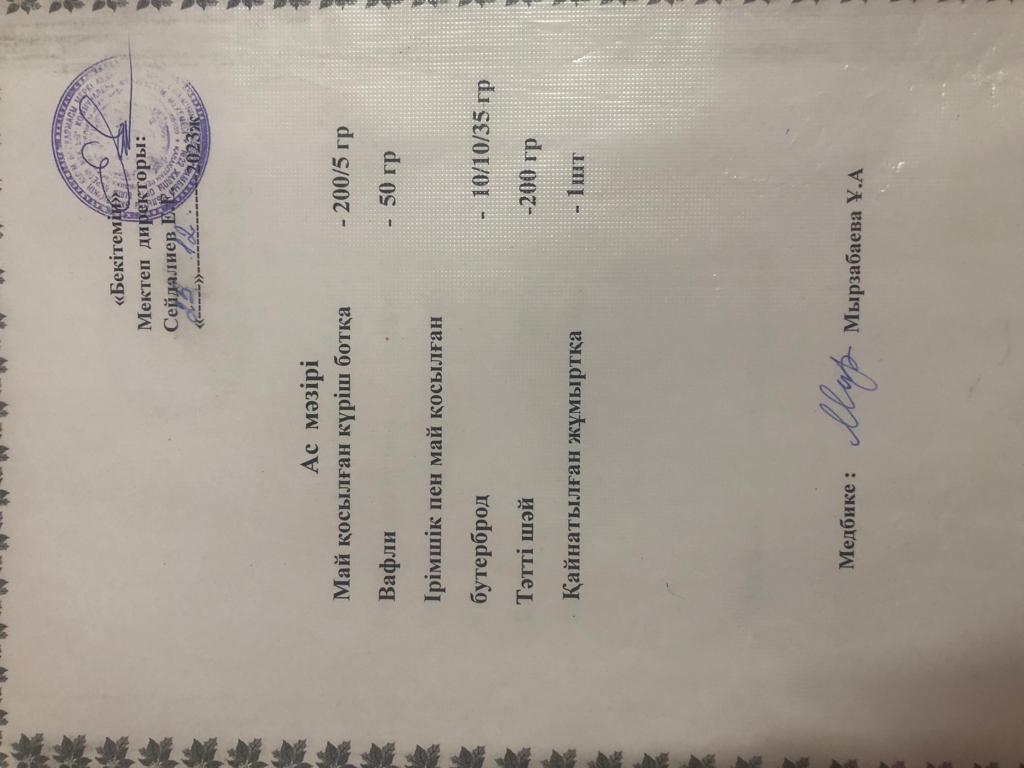 «Бекітемін»
Мектеп директоры:
Сейдалиев Е
«25» 12 2023ж
Ас мәзірі
Май қосылған күріш ботқа - 200/5 гр
Вафли - 50 гр
Ірімшік пен май қосылған
бутерброд - 10/10/35 гр
Тәтті шәй -200 гр
Қайнатылған жұмыртқа - 1шт
Медбике : Мырзабаева Ұ.А